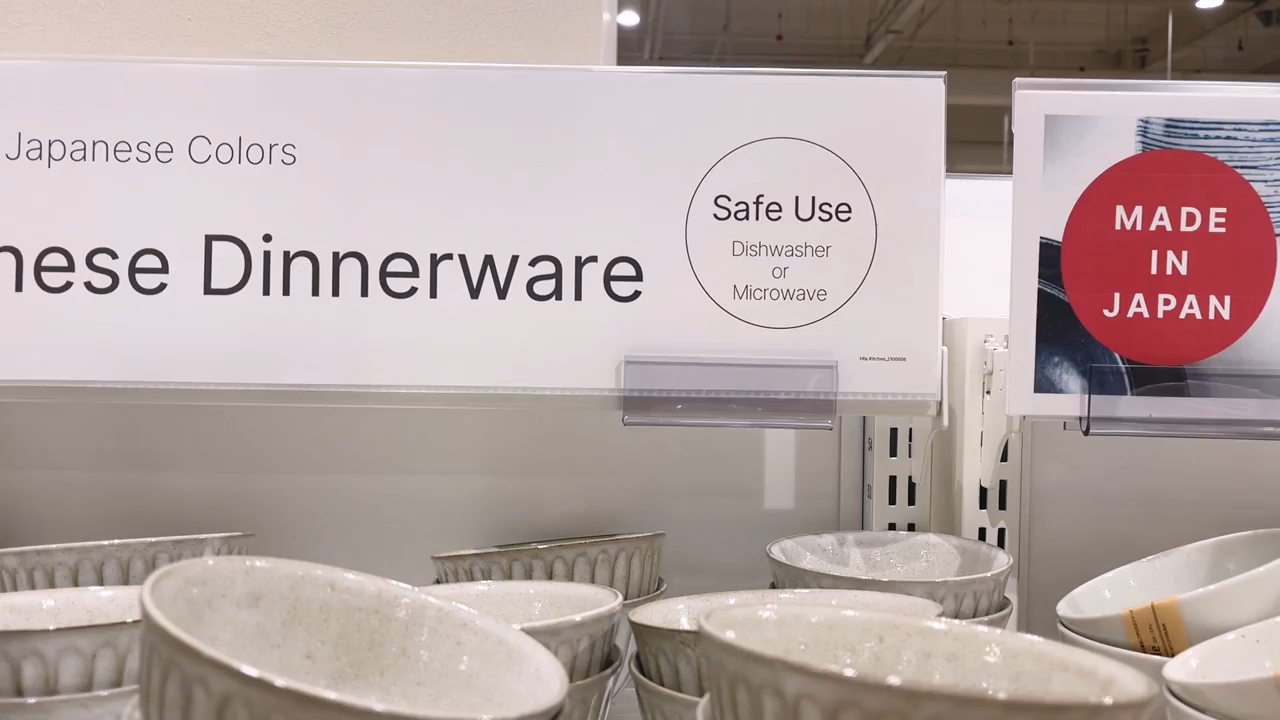 Japanese Colors
nese Dinnerware
Safe Use
Dishwasher
or
Microwave
MADE
IN
JAPAN